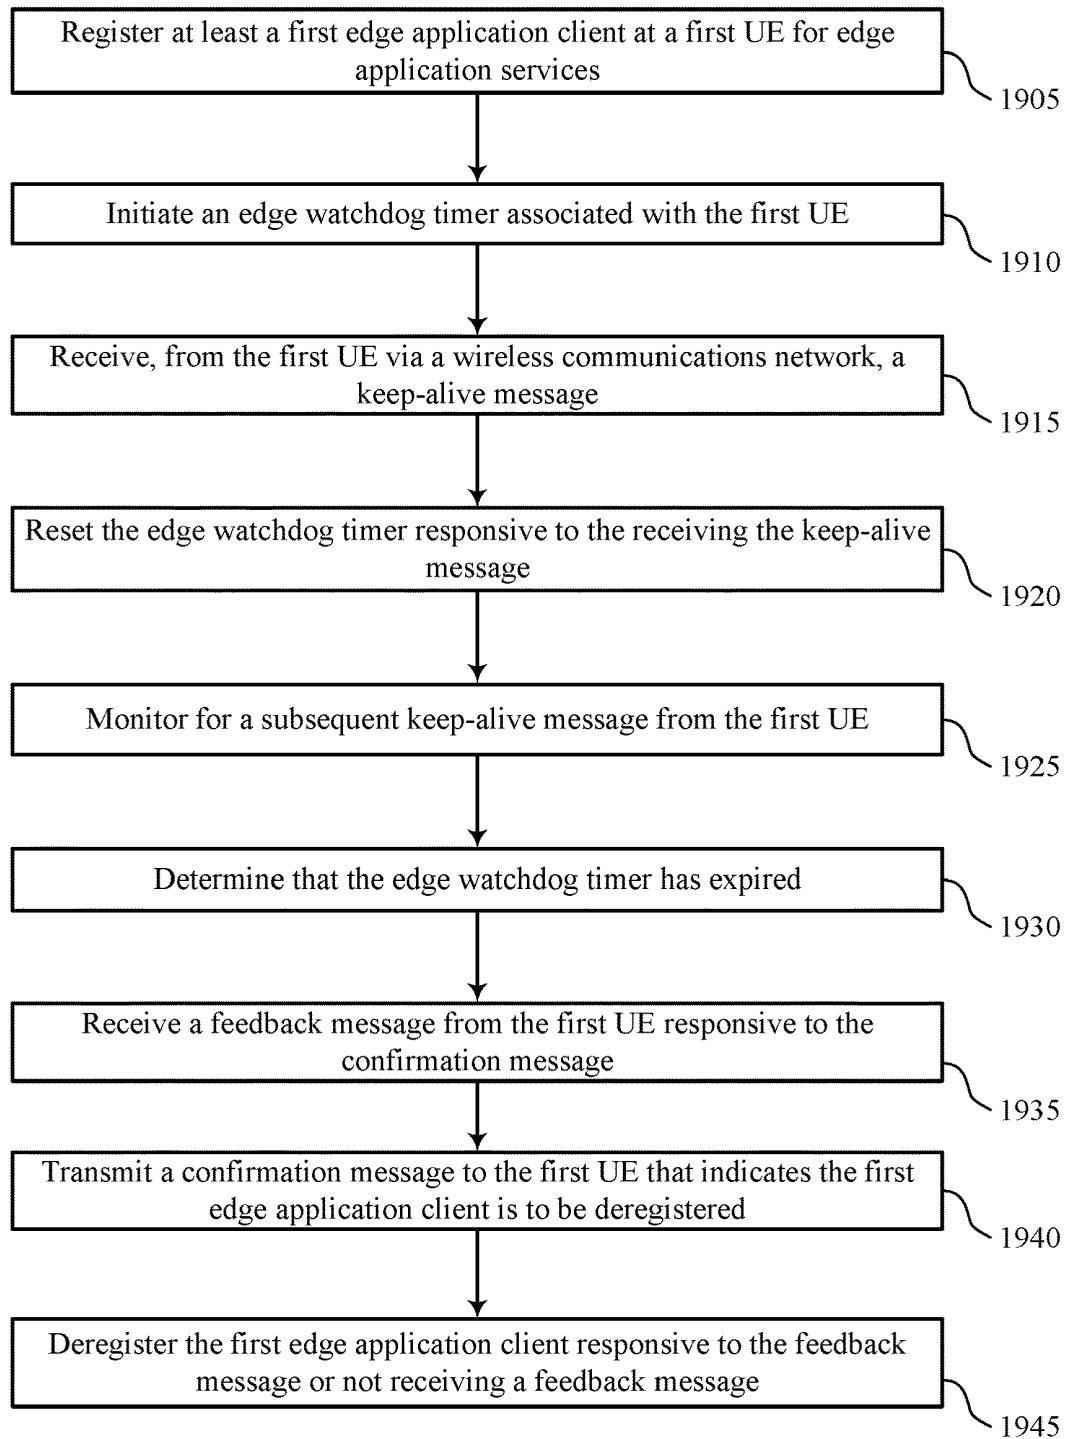 Register at least a first edge application client at a first UE for edge
application services
1905
Initiate an edge watchdog timer associated with the first UE
1910
Receive, from the first UE via a wireless communications network, a
keep-alive message
1915
Reset the edge watchdog timer responsive to the receiving the keep-alive
message
1920
Monitor for a subsequent keep-alive message from the first UE
1925
Determine that the edge watchdog timer has expired
1930
Receive a feedback message from the first UE responsive to the
confirmation message
1935
Transmit a confirmation message to the first UE that indicates the first
edge application client is to be deregistered
1940
Deregister the first edge application client responsive to the feedback
message or not receiving a feedback message
1945